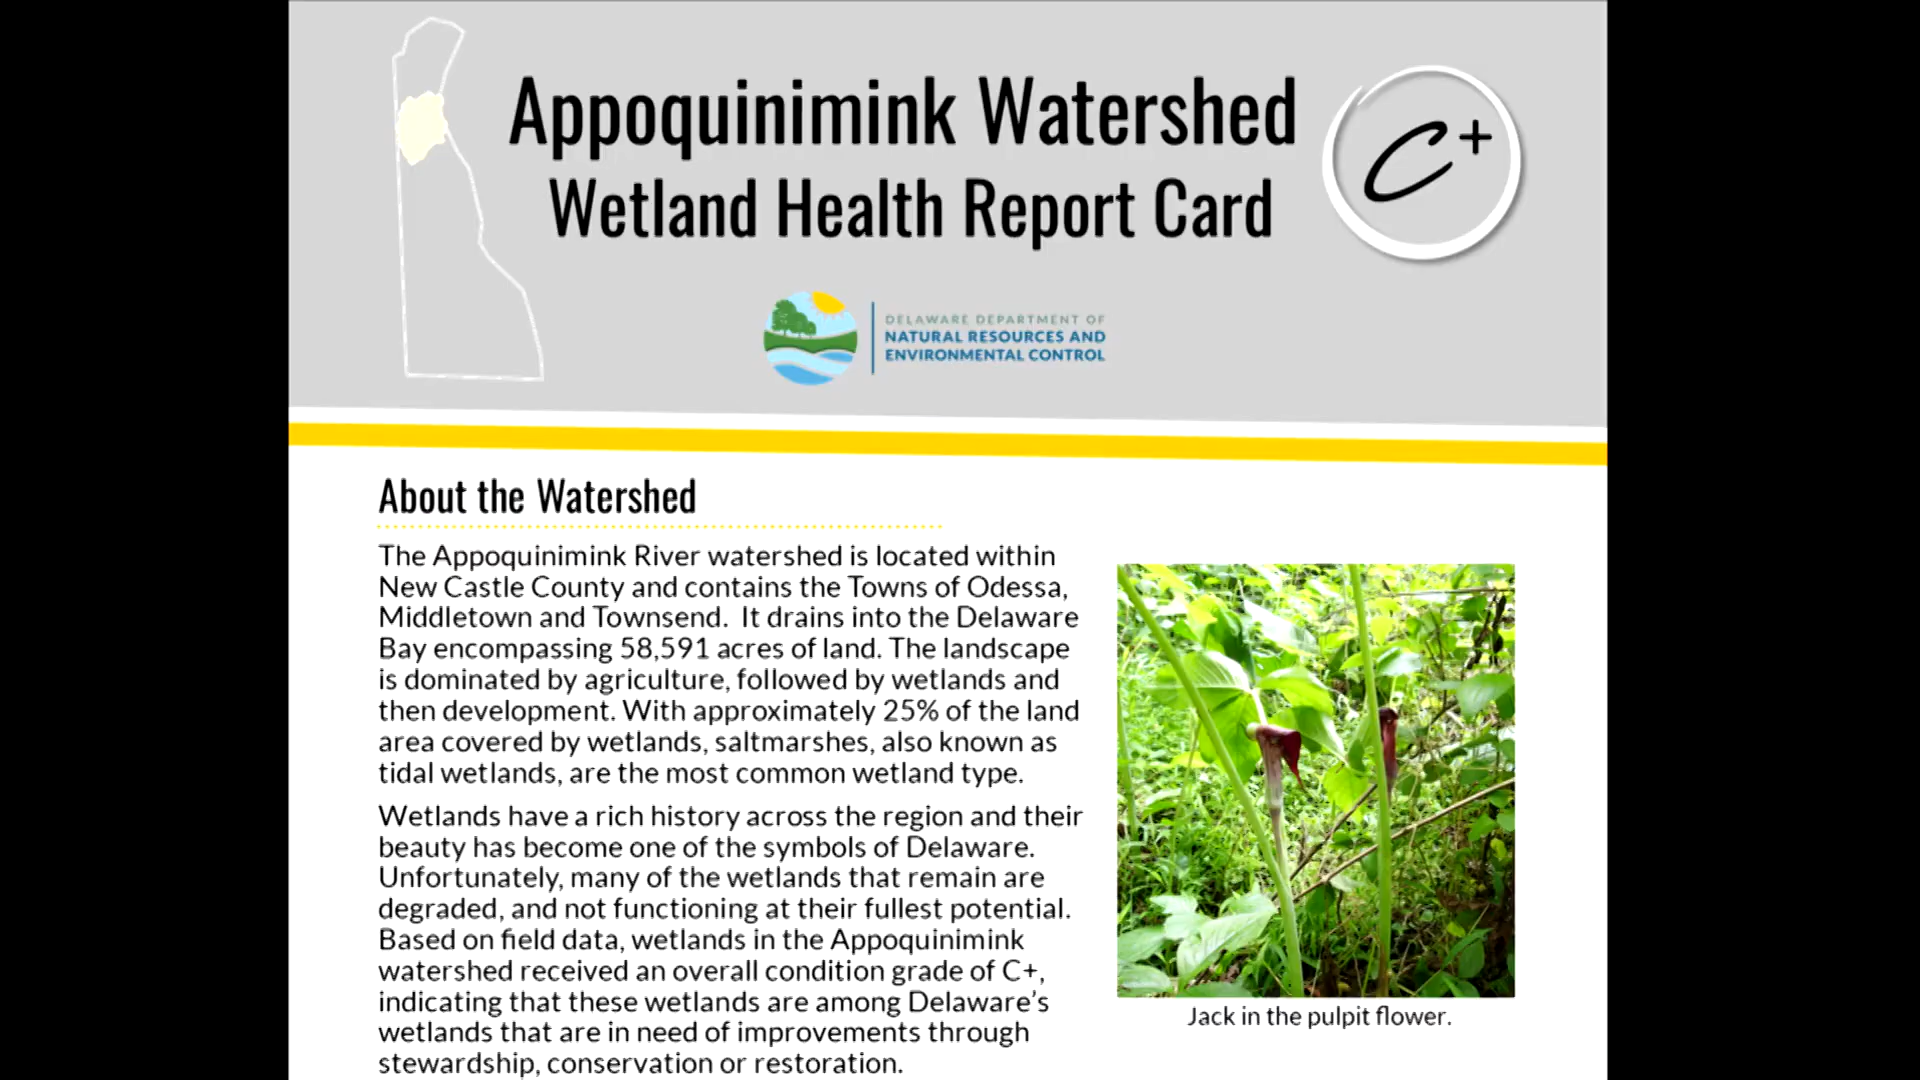 Appoquinimink Watershed
Wetland Health Report Card
C+
DELAWARE DEPARTMENT OF
NATURAL RESOURCES AND
ENVIRONMENTAL CONTROL
About the Watershed
The Appoquinimink River watershed is located within
New Castle County and contains the Towns of Odessa,
Middletown and Townsend. It drains into the Delaware
Bay encompassing 58,591 acres of land. The landscape
is dominated by agriculture, followed by wetlands and
then development. With approximately 25% of the land
area covered by wetlands, saltmarshes, also known as
tidal wetlands, are the most common wetland type.
Wetlands have a rich history across the region and their
beauty has become one of the symbols of Delaware.
Unfortunately, many of the wetlands that remain are
degraded, and not functioning at their fullest potential.
Based on field data, wetlands in the Appoquinimink
watershed received an overall condition grade of C+,
indicating that these wetlands are among Delaware’s
wetlands that are in need of improvements through
stewardship, conservation or restoration.
Jack in the pulpit flower.